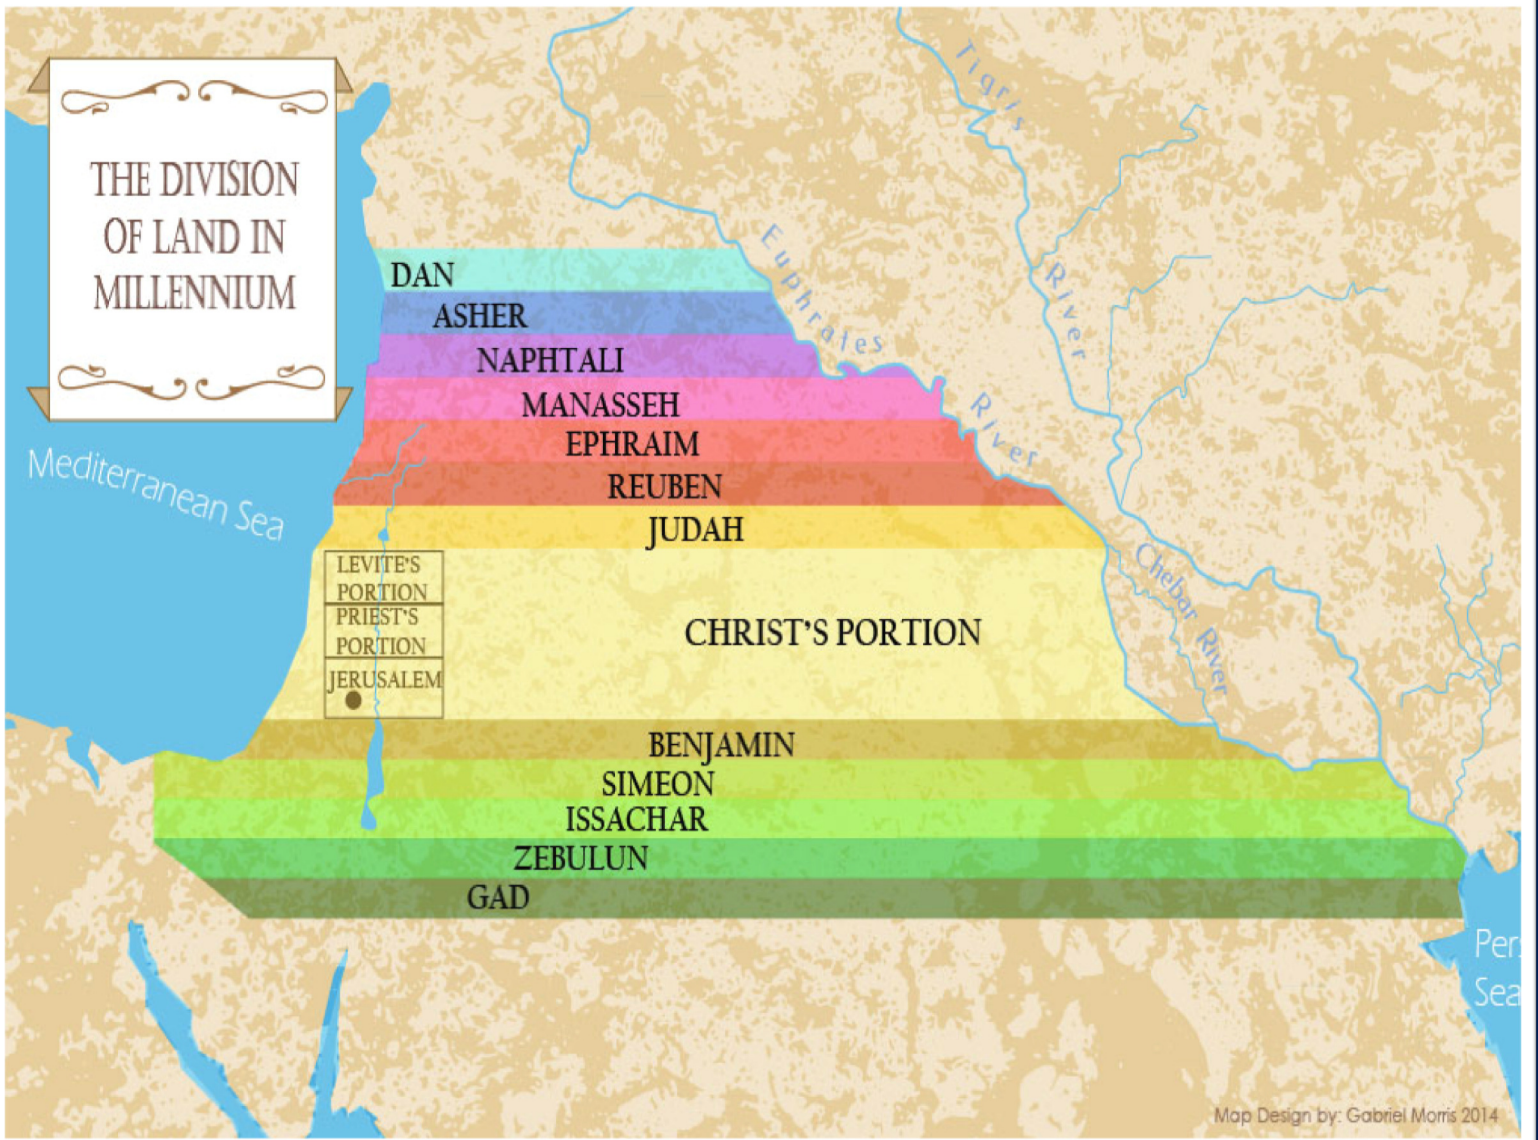 THE DIVISION
OF LAND IN
MILLENNIUM
Tigris
River
Euphrates
River
Chebar River
Mediterranean Sea
DAN
ASHER
NAPHTALI
MANASSEH
EPHRAIM
REUBEN
JUDAH
LEVITE'S
PORTION
PRIEST'S
PORTION
JERUSALEM
CHRIST'S PORTION
BENJAMIN
SIMEON
ISSACHAR
ZEBULUN
GAD
Pers
Sea
Map Design by: Gabriel Morris 2014